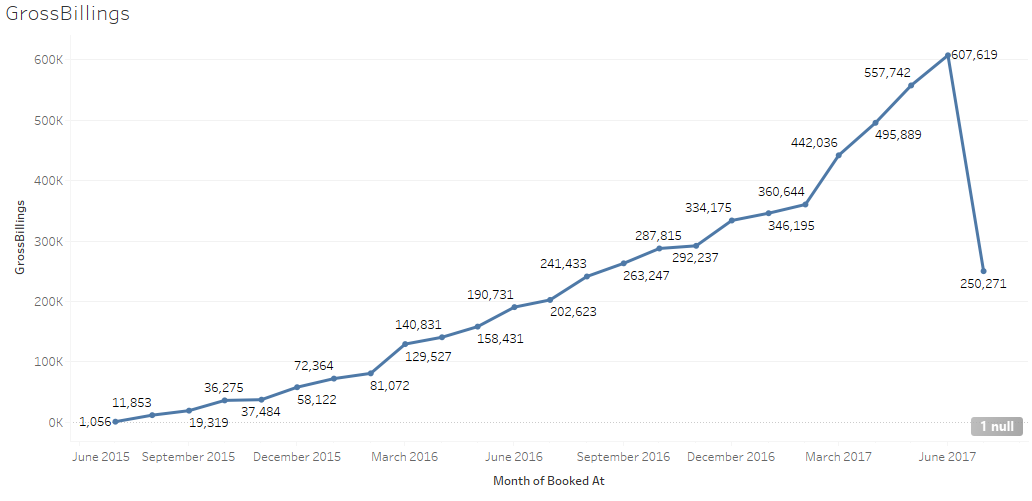 GrossBillings
600K
500K
400K
300K
200K
100K
0K
GrossBillings
1,056
11,853
19,319
36,275
37,484
58,122
72,364
81,072
129,527
140,831
158,431
190,731
202,623
241,433
263,247
287,815
292,237
334,175
346,195
360,644
442,036
495,889
557,742
607,619
250,271
1 null
June 2015 September 2015 December 2015 March 2016 June 2016 September 2016 December 2016 March 2017 June 2017
Month of Booked At